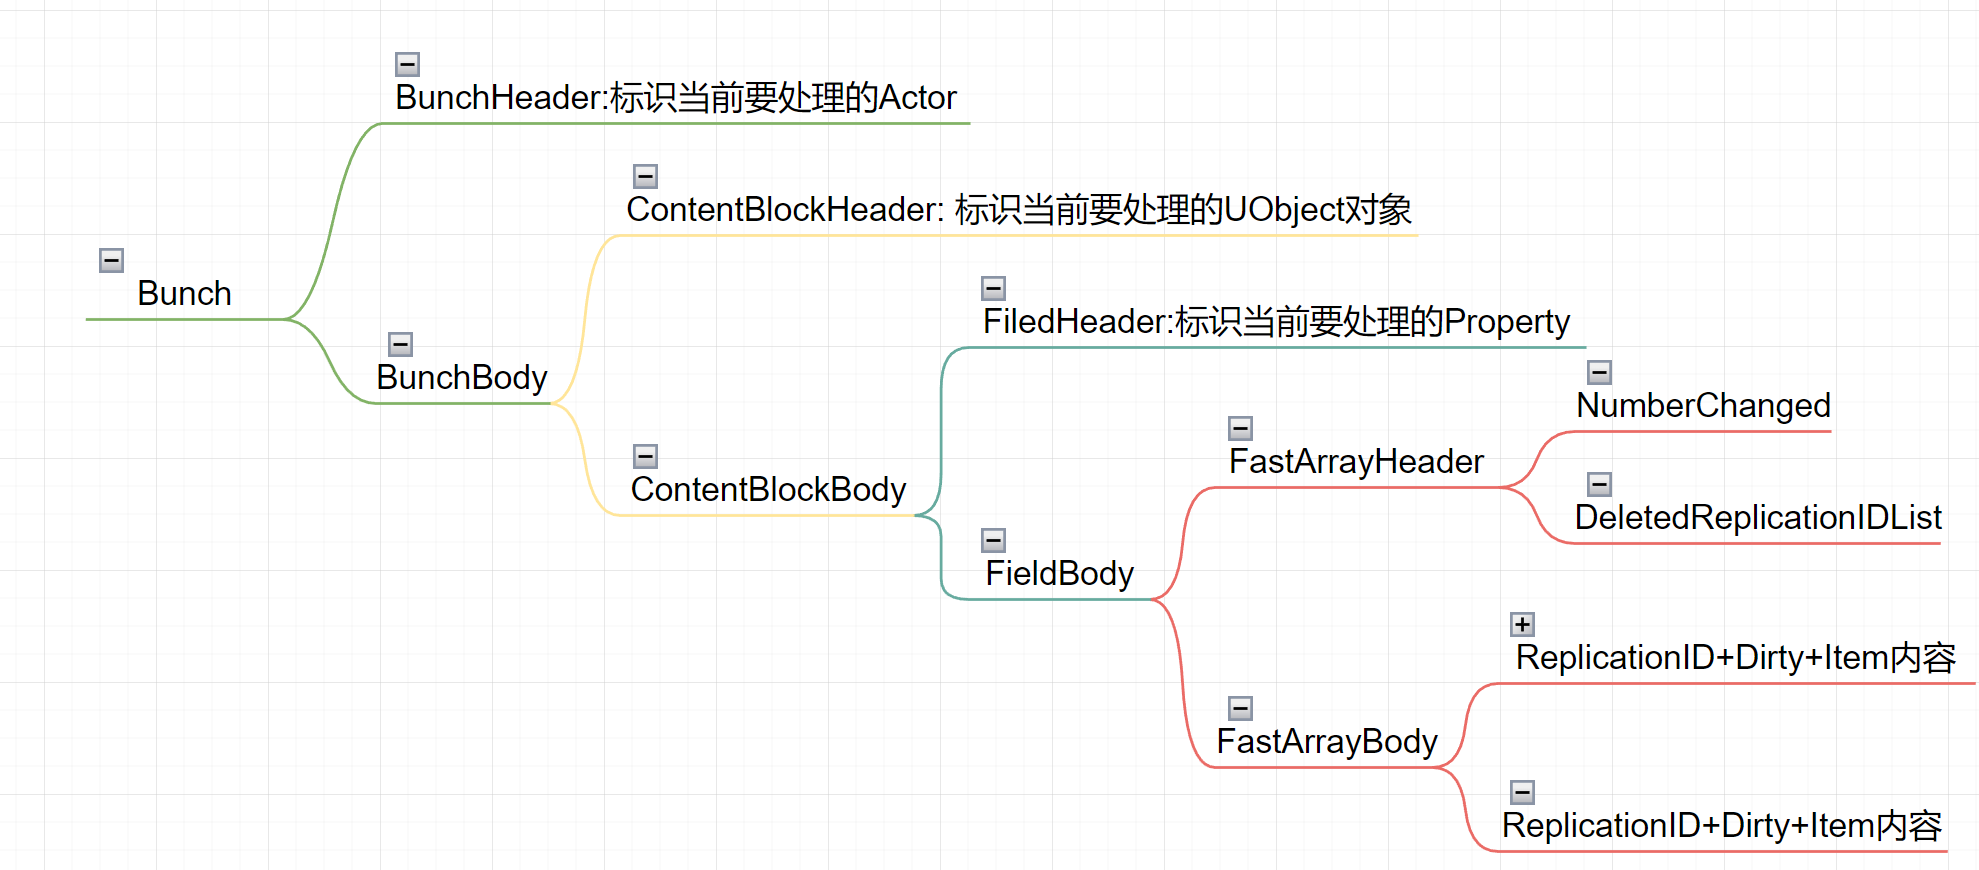 BunchHeader:标识当前要处理的Actor
ContentBlockHeader: 标识当前要处理的UObject对象
Bunch
FiledHeader:标识当前要处理的Property
BunchBody
NumberChanged
FastArrayHeader
ContentBlockBody
DeletedReplicationIDList
FieldBody
ReplicationID+Dirty+Item内容
FastArrayBody
ReplicationID+Dirty+Item内容